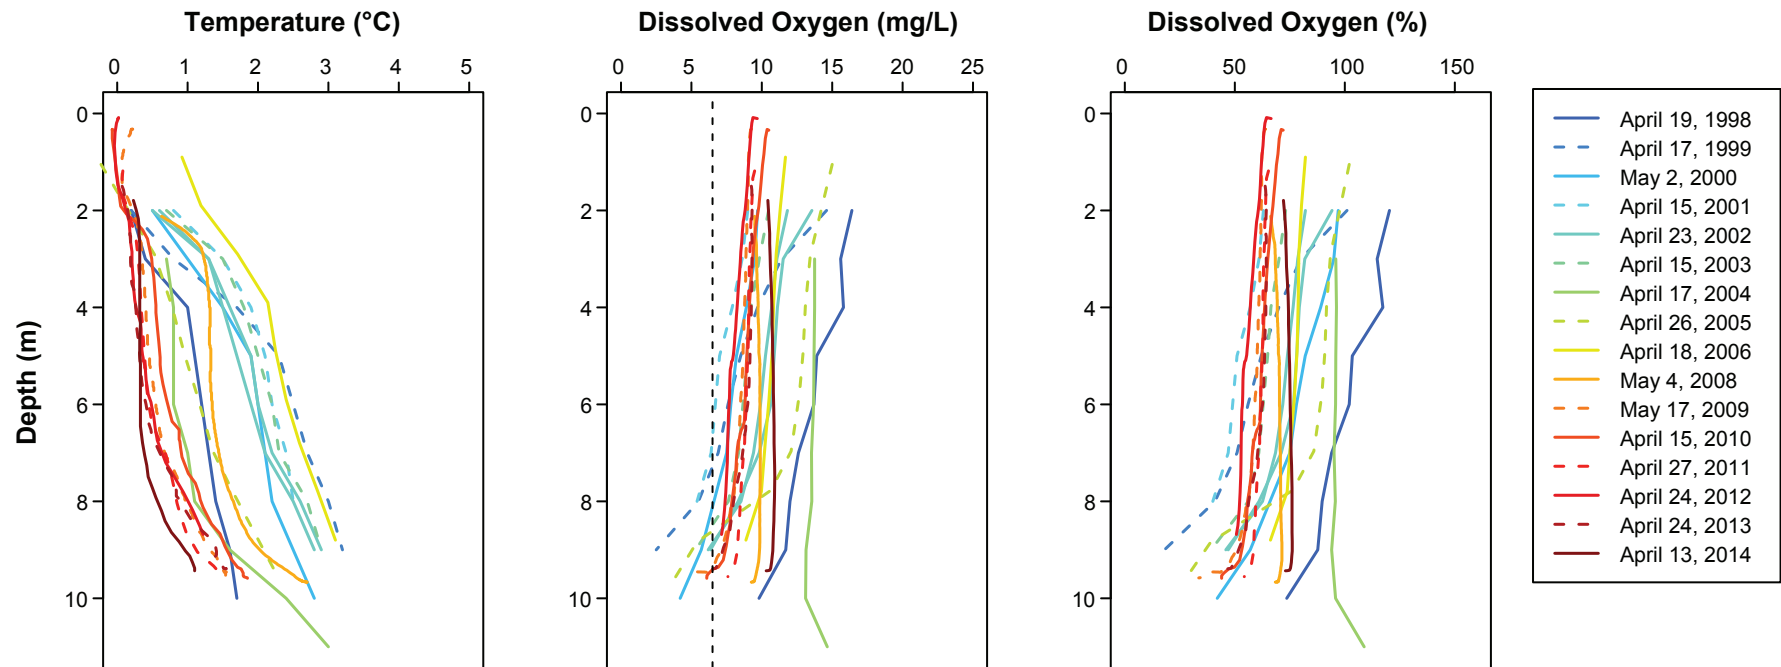 Temperature (°C)
Dissolved Oxygen (mg/L)
Dissolved Oxygen (%)
0 1 2 3 4 5
0 5 10 15 20 25
0 50 100 150
Depth (m)
0
2
4
6
8
10
0
2
4
6
8
10
0
2
4
6
8
10
April 19, 1998
April 17, 1999
May 2, 2000
April 15, 2001
April 23, 2002
April 15, 2003
April 17, 2004
April 26, 2005
April 18, 2006
May 4, 2008
May 17, 2009
April 15, 2010
April 27, 2011
April 24, 2012
April 24, 2013
April 13, 2014